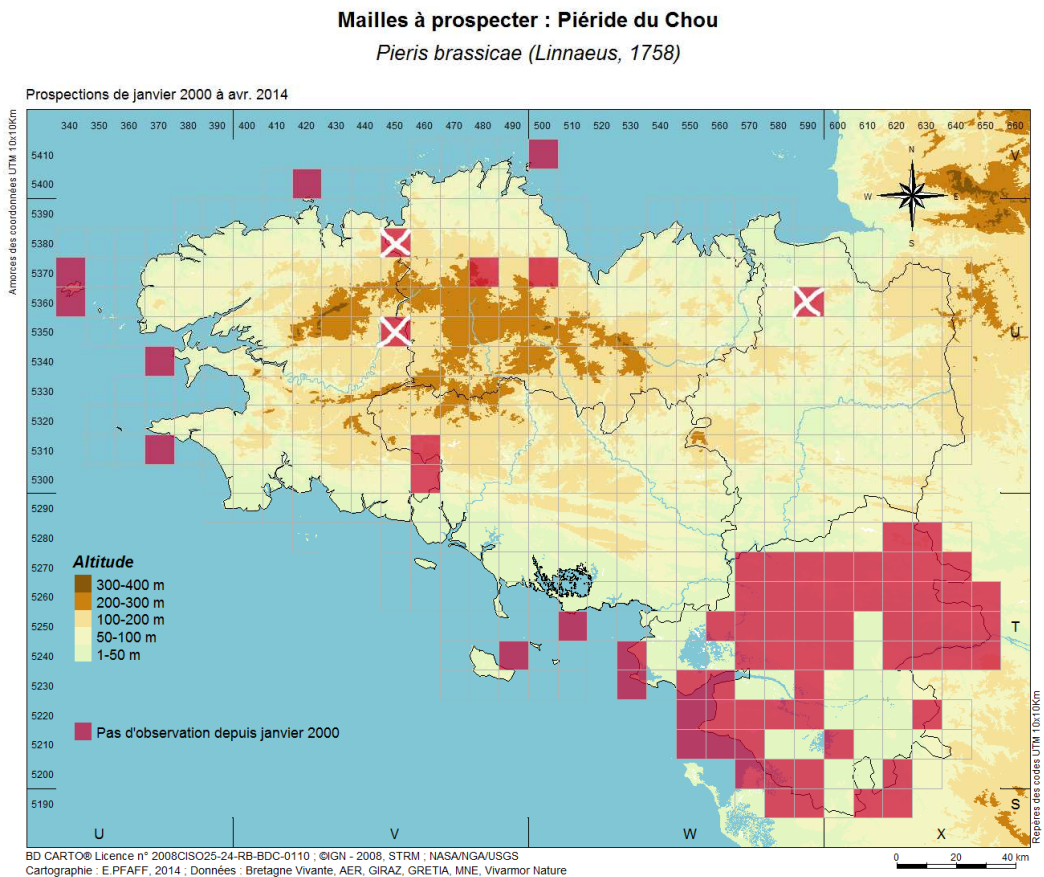 Mailles à prospecter : Piéride du Chou
Pieris brassicae (Linnaeus, 1758)
Prospections de janvier 2000 à avr. 2014
340 350 360 370 400 410 420 430 440 450 460 470 480 490 500 510 520 530 540 550 560 570 580 590 600 610 620 630 640 650 660
Amorces des coordonnées UTM 10x10Km
5410
5400
5390
5380
5370
5360
5350
5340
5330
5320
5310
5300
5290
5280
5270
5260
5250
5240
5230
5220
5210
5200
5190
N
W E
S
V
U
T
S
Altitude
300-400 m
200-300 m
100-200 m
50-100 m
1-50 m
Pas d'observation depuis janvier 2000
U V W X
Repères des codes UTM 10x10Km
BD CARTO® Licence n° 2008CISO25-24-RB-BDC-0110 ; ©IGN - 2008, STRM ; NASA/NGA/USGS
Cartographie : E.PFAFF, 2014 ; Données : Bretagne Vivante, AER, GIRAZ, GRETIA, MNE, Vivarmor Nature
0 20 40 km